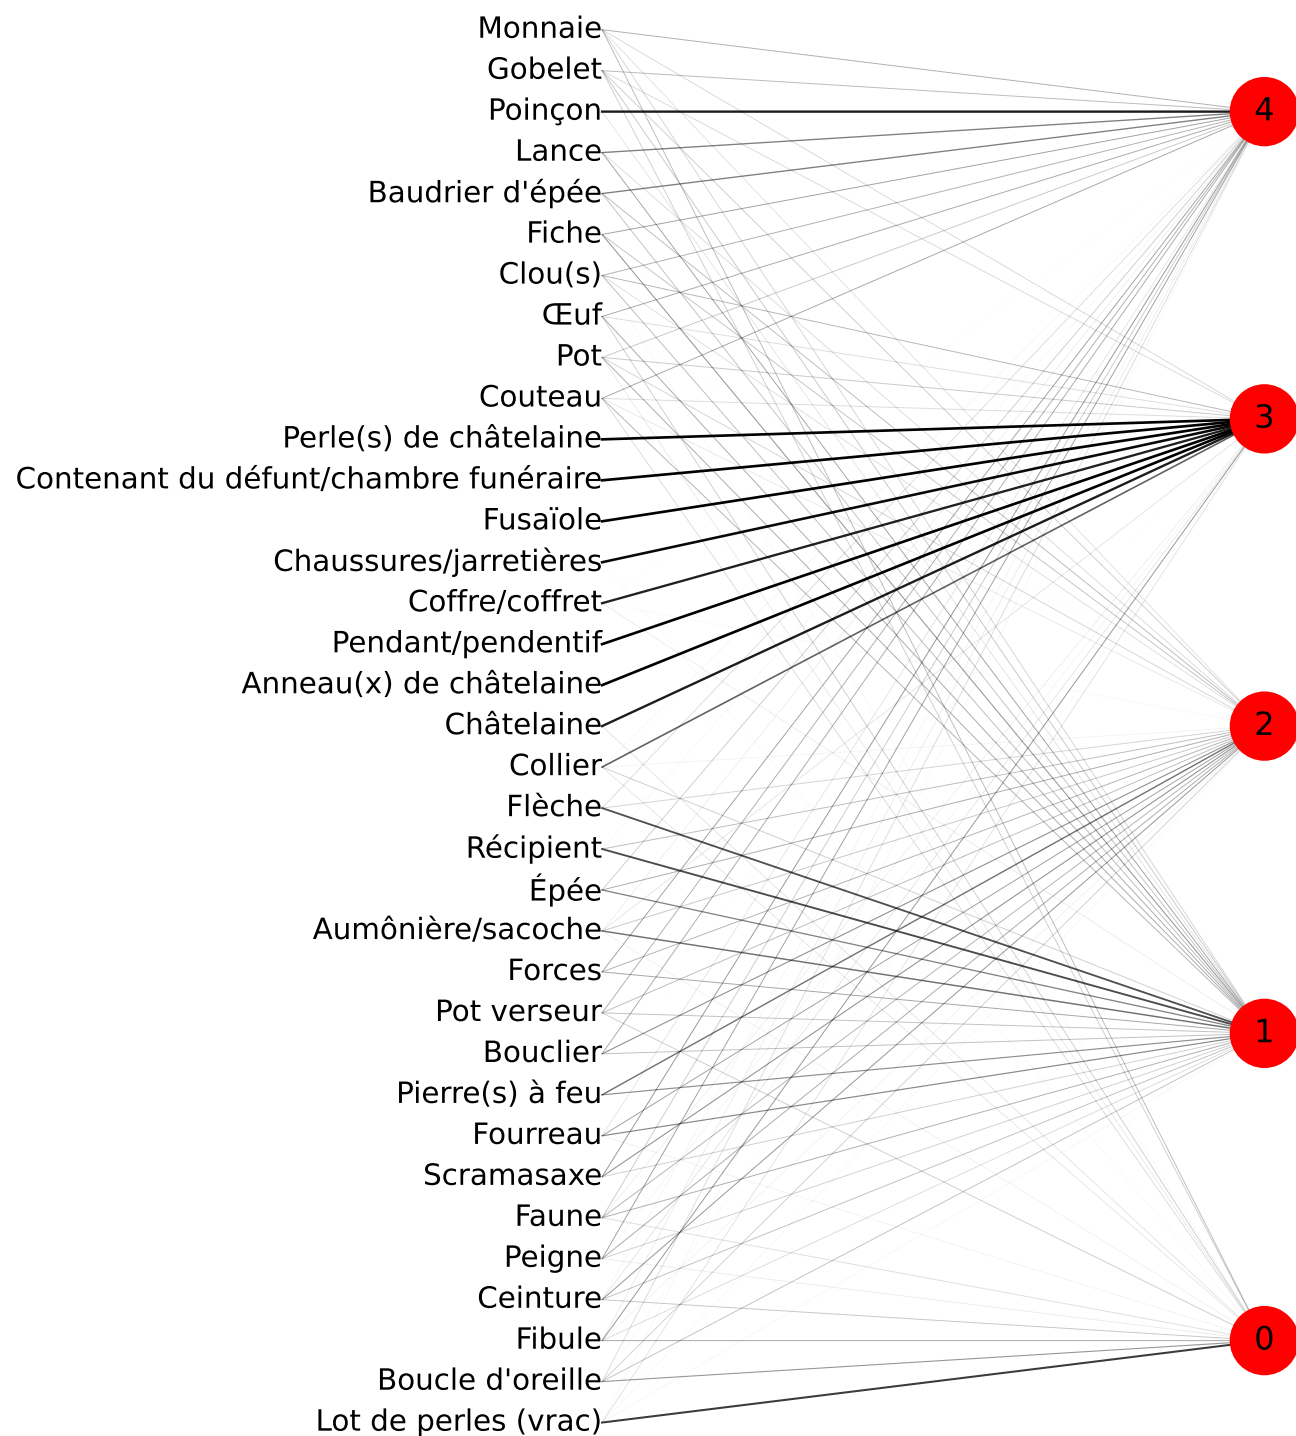 Monnaie
Gobelet
Poinçon
Lance
Baudrier d'épée
Fiche
Clou(s)
Œuf
Pot
Couteau
Perle(s) de châtelaine
Contenant du défunt/chambre funéraire
Fusaïole
Chaussures/jarretières
Coffre/coffret
Pendant/pendentif
Anneau(x) de châtelaine
Châtelaine
Collier
Flèche
Récipient
Épée
Aumônière/sacoche
Forces
Pot verseur
Bouclier
Pierre(s) à feu
Fourreau
Scramasaxe
Faune
Peigne
Ceinture
Fibule
Boucle d'oreille
Lot de perles (vrac)
4
3
2
1
0